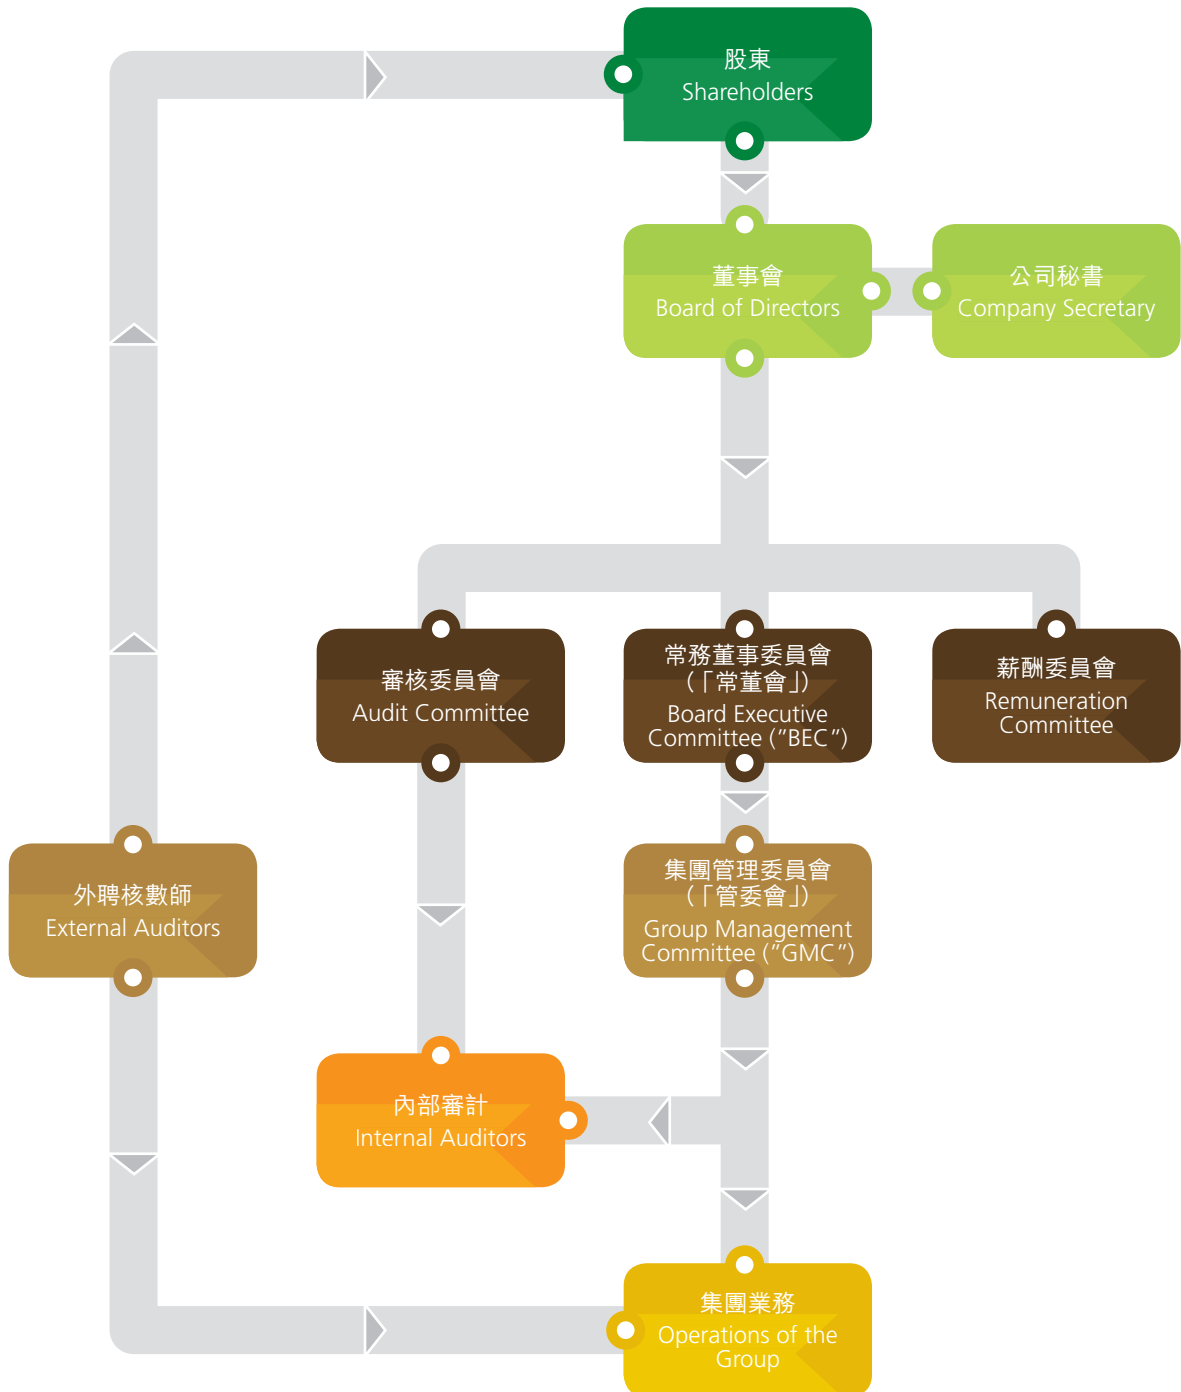 股東
Shareholders
董事會
Board of Directors
公司秘書
Company Secretary
審核委員會
Audit Committee
常務董事委員會
(「常董會」)
Board Executive
Committee ("BEC")
薪酬委員會
Remuneration
Committee
外聘核數師
External Auditors
集團管理委員會
(「管委會」)
Group Management
Committee ("GMC")
內部審計
Internal Auditors
集團業務
Operations of the
Group